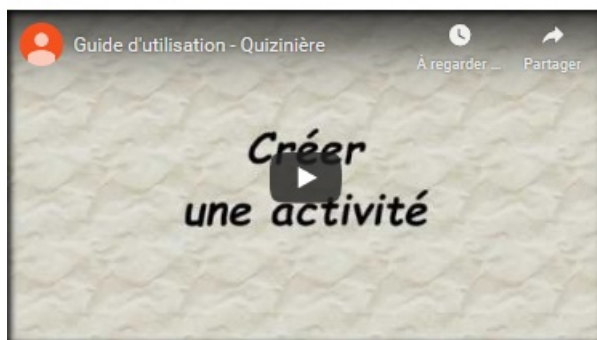 Guide d'utilisation - Quizinière
À regarder ...
Partager
Créer
une activité